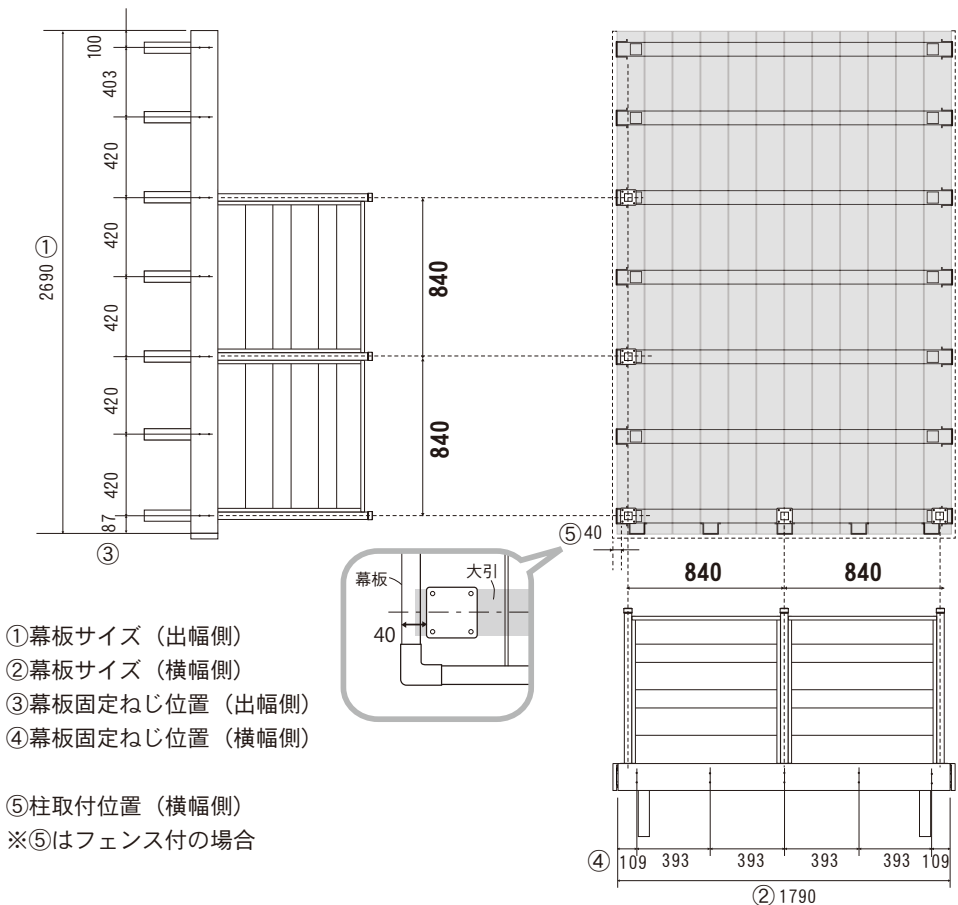 100
403
420
420
420
420
420
87
2690 ①
③
840
840
⑤ 40
840 840
幕板
大引
40
①幕板サイズ（出幅側）
②幕板サイズ（横幅側）
③幕板固定ねじ位置（出幅側）
④幕板固定ねじ位置（横幅側）
⑤柱取付位置（横幅側）
※⑤はフェンス付の場合
④ 109 393 393 393 393 109
② 1790